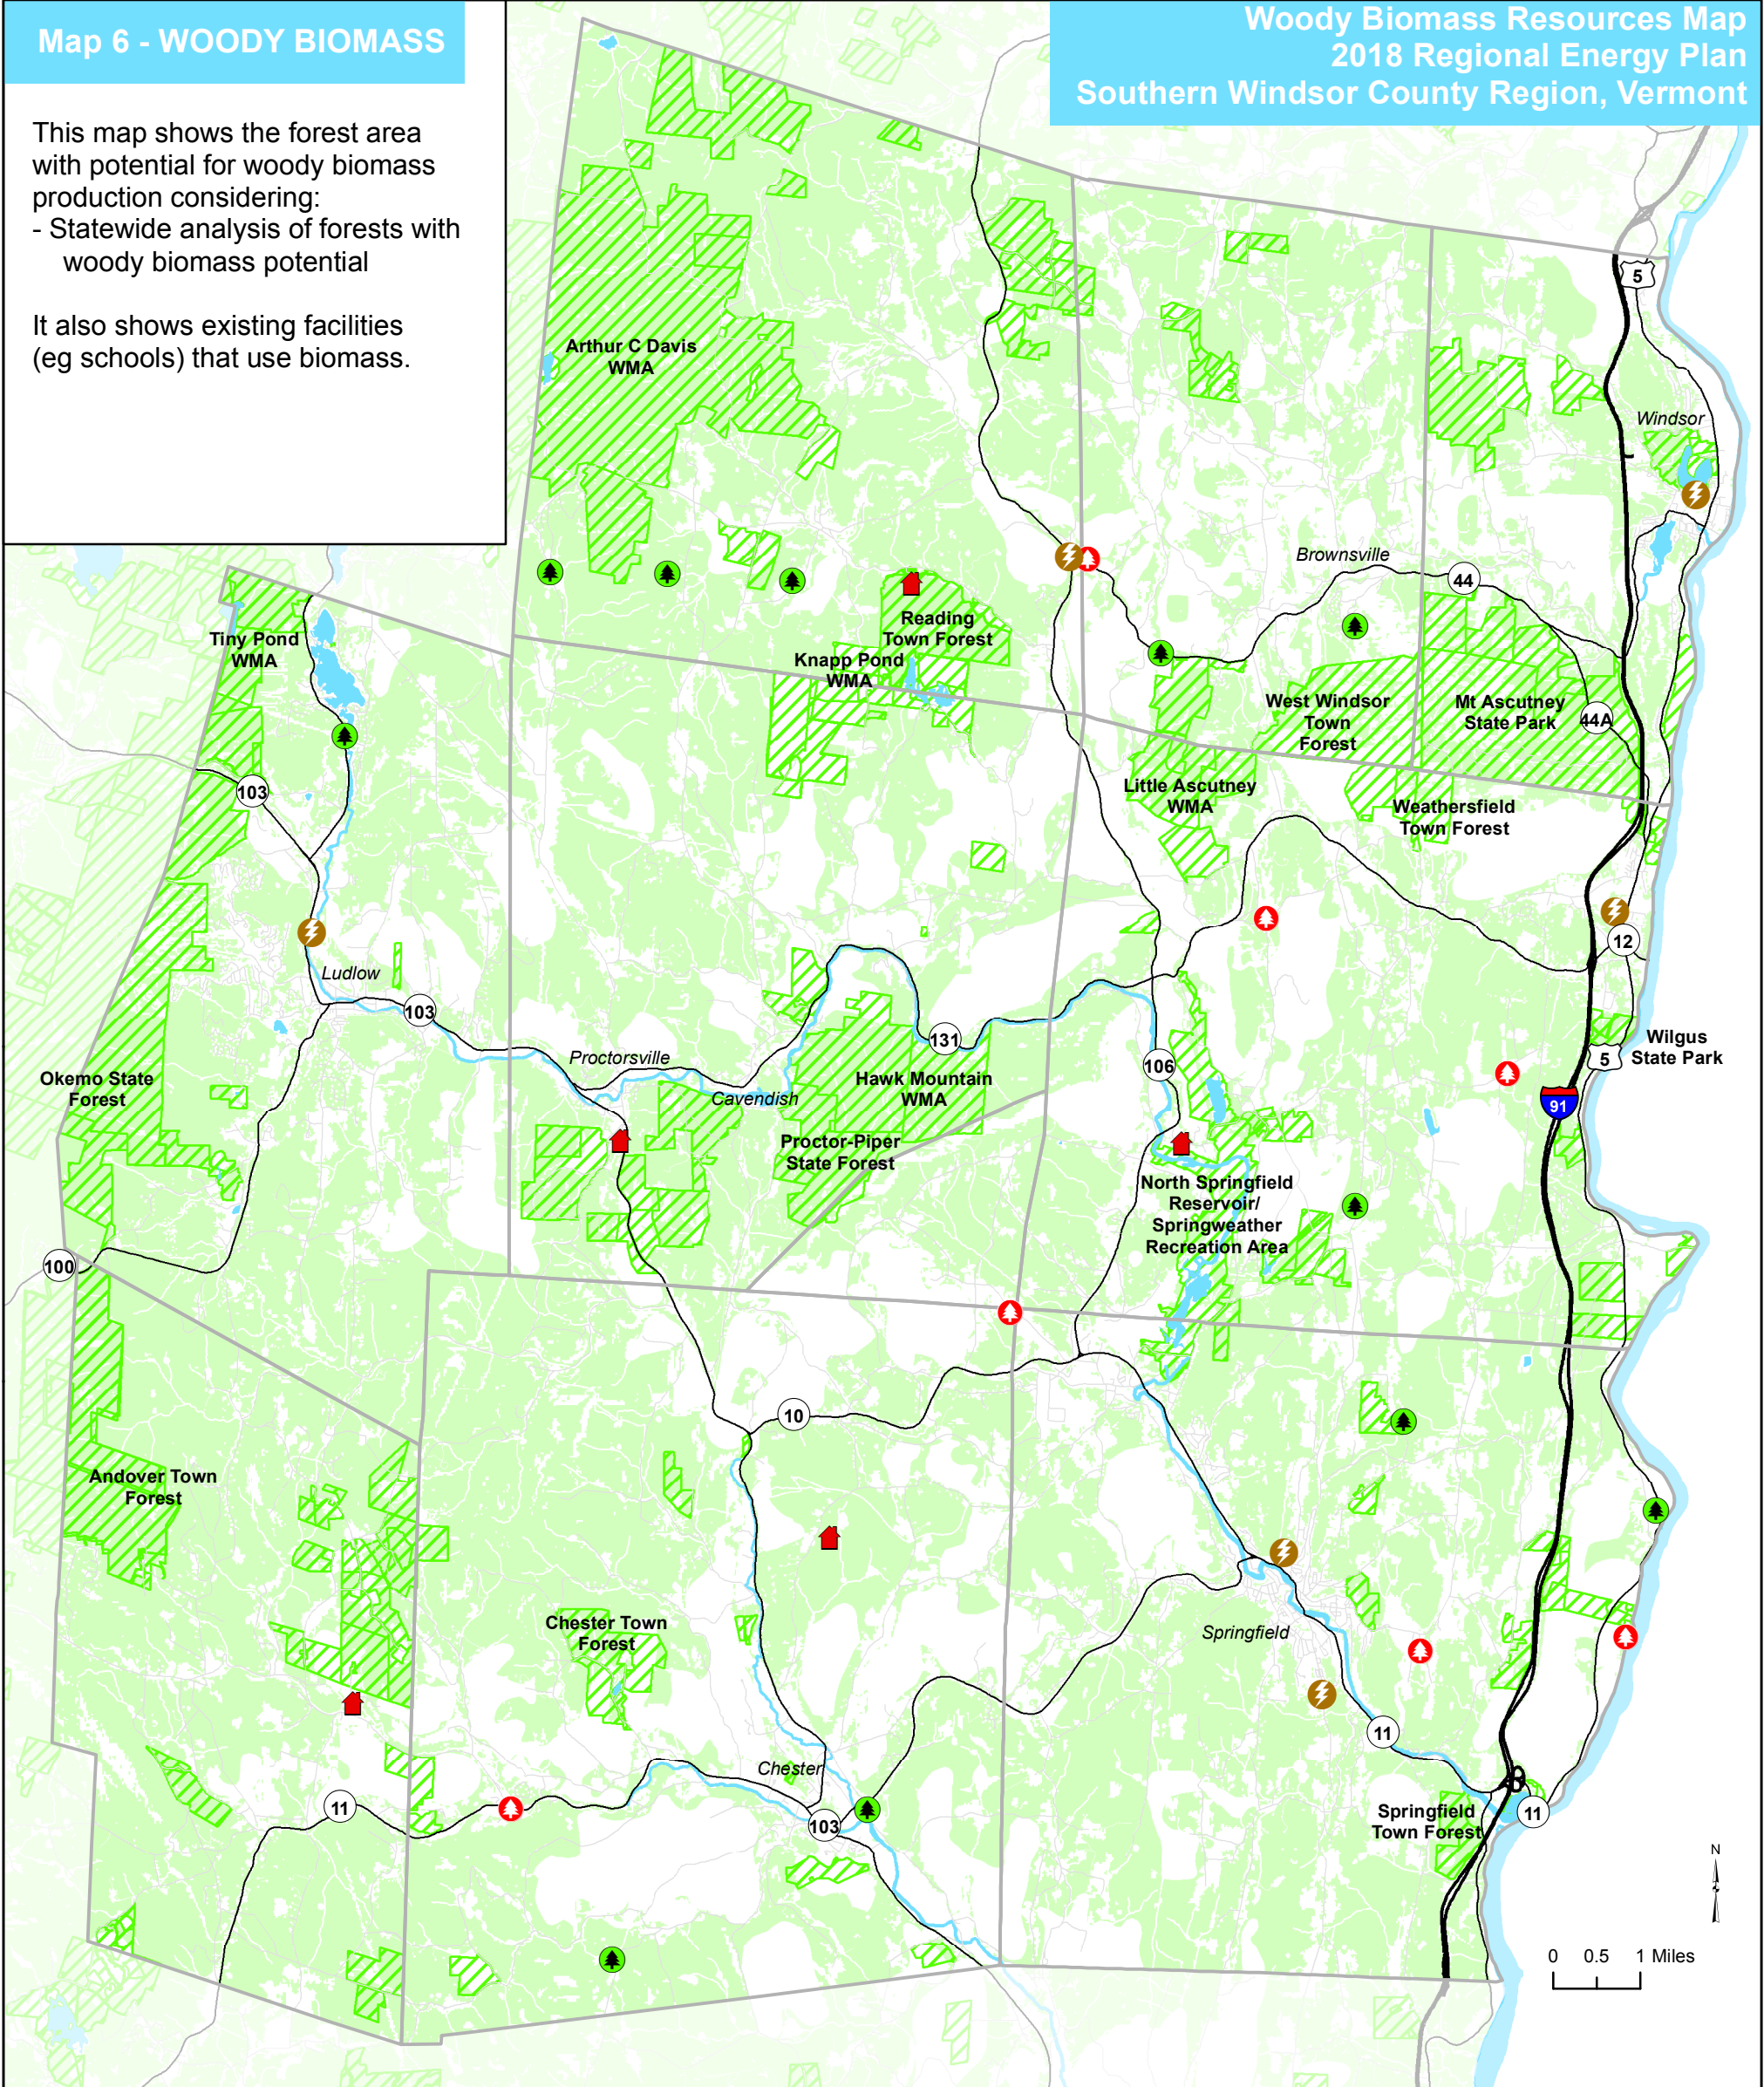 Map 6 - WOODY BIOMASS
This map shows the forest area
with potential for woody biomass
production considering:
- Statewide analysis of forests with
woody biomass potential
It also shows existing facilities
(eg schools) that use biomass.
Woody Biomass Resources Map
2018 Regional Energy Plan
Southern Windsor County Region, Vermont
5
Arthur C Davis
WMA
Windsor
Brownsville
44
Reading
Town Forest
Tiny Pond
WMA
Knapp Pond
WMA
West Windsor
Town
Forest
Mt Ascutney
State Park
44A
103
Little Ascutney
WMA
Weathersfield
Town Forest
12
Ludlow
103
131
Wilgus
State Park
5
Proctorsville
106
Okemo State
Forest
Cavendish
Hawk Mountain
WMA
91
Proctor-Piper
State Forest
North Springfield
Reservoir/
Springweather
Recreation Area
100
10
Andover Town
Forest
Chester Town
Forest
Springfield
11
Chester
11
103
Springfield
Town Forest
11
N
0 0.5 1 Miles